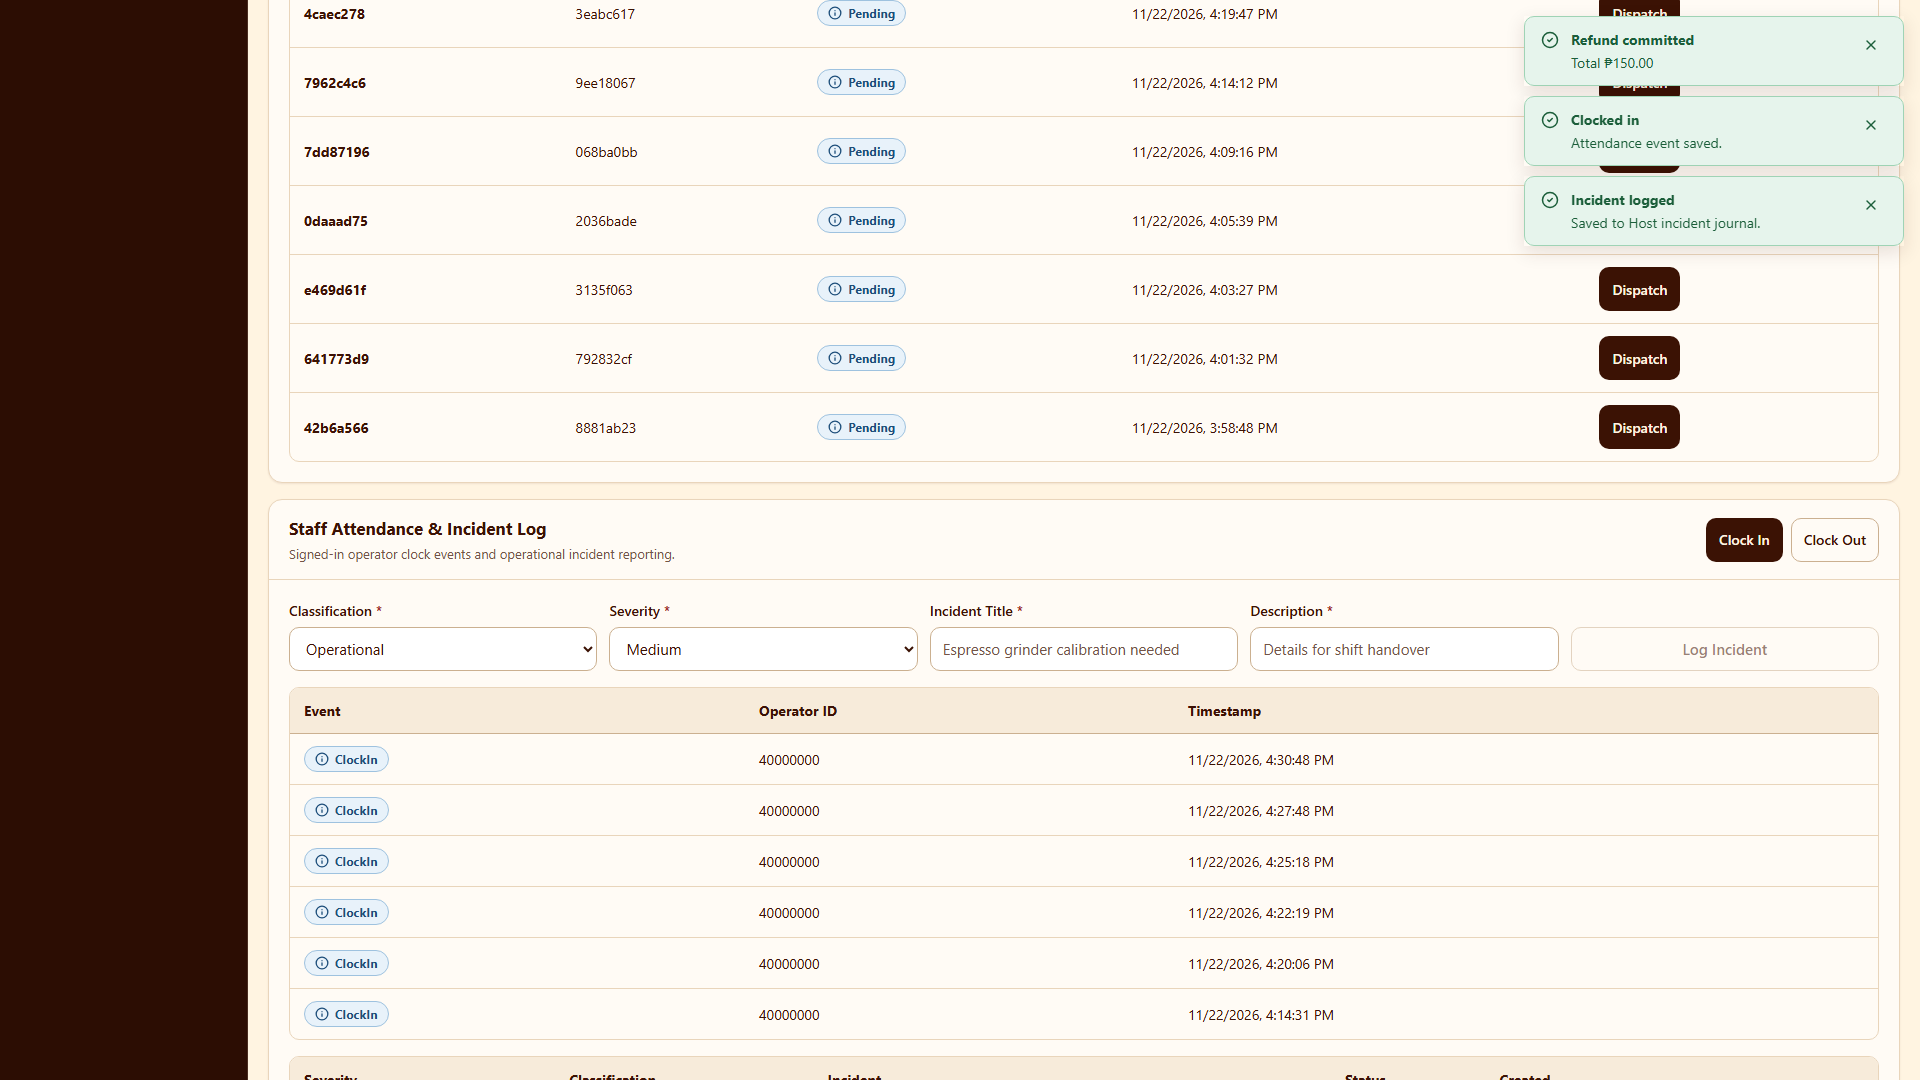 4caec278 3eabc617 Pending 11/22/2026, 4:19:47 PM Dispatch
Refund committed
Total ₱150.00
7962c4c6 9ee18067 Pending 11/22/2026, 4:14:12 PM Dispatch
Clocked in
Attendance event saved.
7dd87196 068ba0bb Pending 11/22/2026, 4:09:16 PM
Incident logged
Saved to Host incident journal.
0daaad75 2036bade Pending 11/22/2026, 4:05:39 PM
e469d61f 3135f063 Pending 11/22/2026, 4:03:27 PM Dispatch
641773d9 792832cf Pending 11/22/2026, 4:01:32 PM Dispatch
42b6a566 8881ab23 Pending 11/22/2026, 3:58:48 PM Dispatch
Staff Attendance & Incident Log
Signed-in operator clock events and operational incident reporting.
Clock In Clock Out
Classification * Severity * Incident Title * Description *
Operational Medium Espresso grinder calibration needed Details for shift handover Log Incident
Event Operator ID Timestamp
ClockIn 40000000 11/22/2026, 4:30:48 PM
ClockIn 40000000 11/22/2026, 4:27:48 PM
ClockIn 40000000 11/22/2026, 4:25:18 PM
ClockIn 40000000 11/22/2026, 4:22:19 PM
ClockIn 40000000 11/22/2026, 4:20:06 PM
ClockIn 40000000 11/22/2026, 4:14:31 PM
Severity Classification Incident Status Created